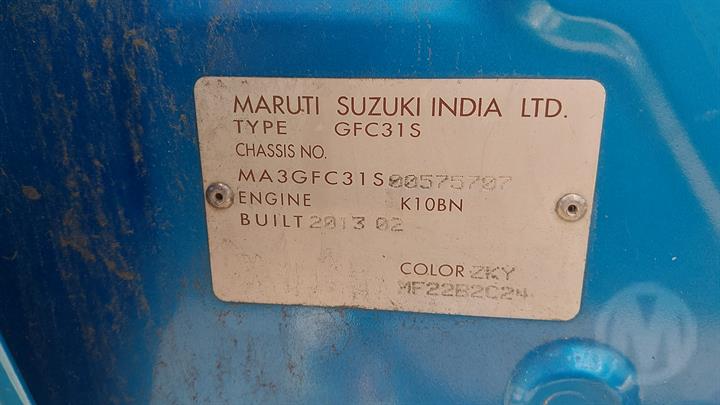 MARUTI SUZUKI INDIA LTD.
TYPE GFC31S
CHASSIS NO.
MA3GFC31S00575707
ENGINE K10BN
BUILT 2013 02
COLOR ZKY
MF22B2C24
M